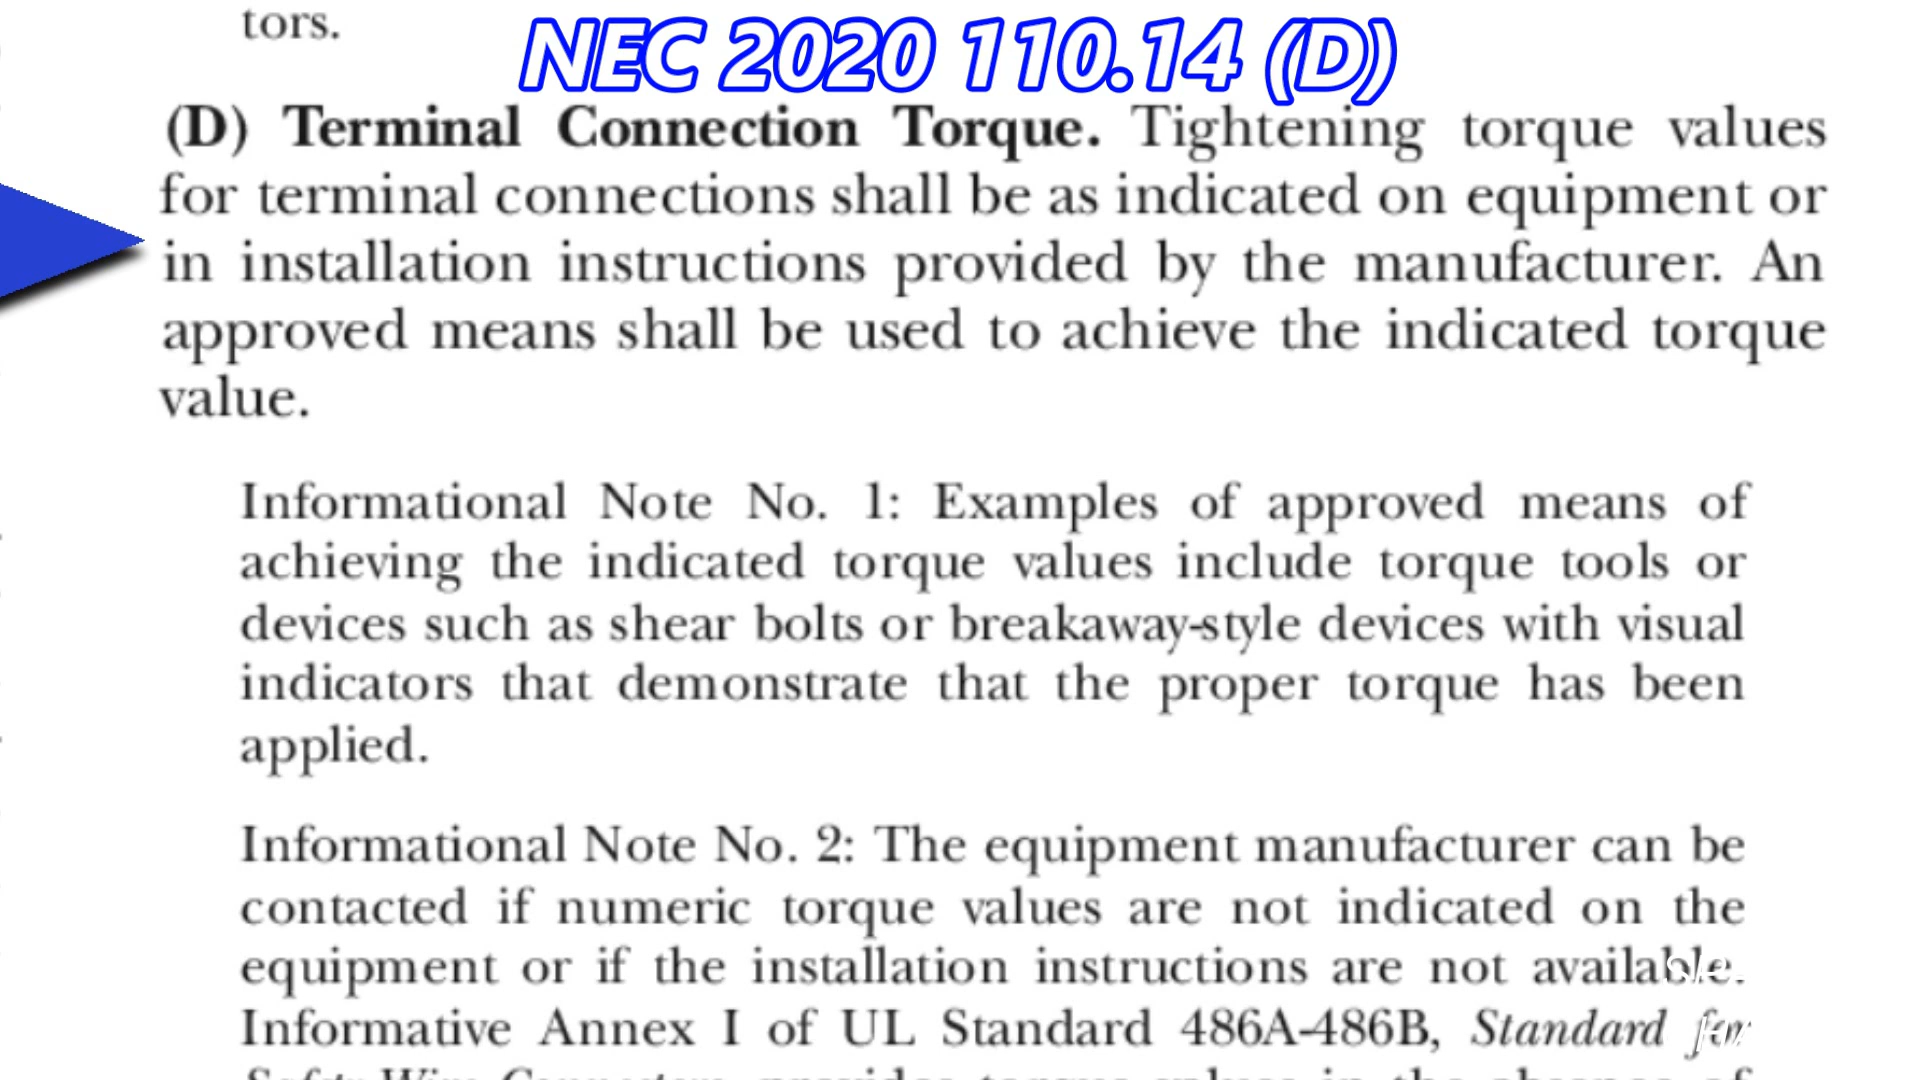 tors.
NEC 2020 110.14 (D)
(D) Terminal Connection Torque. Tightening torque values
for terminal connections shall be as indicated on equipment or
in installation instructions provided by the manufacturer. An
approved means shall be used to achieve the indicated torque
value.
Informational Note No. 1: Examples of approved means of
achieving the indicated torque values include torque tools or
devices such as shear bolts or breakaway-style devices with visual
indicators that demonstrate that the proper torque has been
applied.
Informational Note No. 2: The equipment manufacturer can be
contacted if numeric torque values are not indicated on the
equipment or if the installation instructions are not available.
Informative Annex I of UL Standard 486A-486B, Standard for